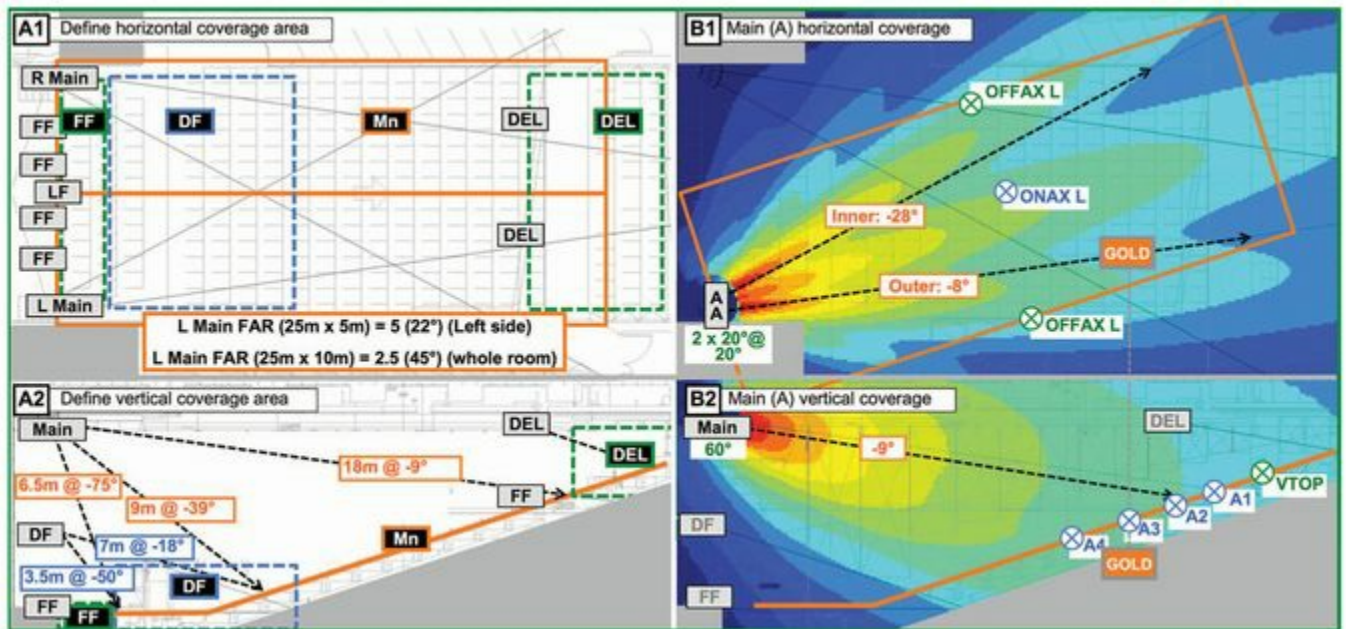 A1 Define horizontal coverage area
R Main
FF
FF
DF
Mn
DEL
DEL
FF
LF
FF
DEL
FF
L Main
L Main FAR (25m x 5m) = 5 (22°) (Left side)
L Main FAR (25m x 10m) = 2.5 (45°) (whole room)
B1 Main (A) horizontal coverage
OFFAX L
ONAX L
Inner: -28°
GOLD
Outer: -8°
A
A
OFFAX L
2 x 20°@
20°
A2 Define vertical coverage area
Main
DEL
DEL
18m @ -9°
6.5m @ -75°
FF
9m @ -39°
DF
Mn
7m @ -18°
3.5m @ -50°
DF
FF
FF
B2 Main (A) vertical coverage
Main
DEL
60°
-9°
VTOP
A1
A2
A3
A4
DF
GOLD
FF